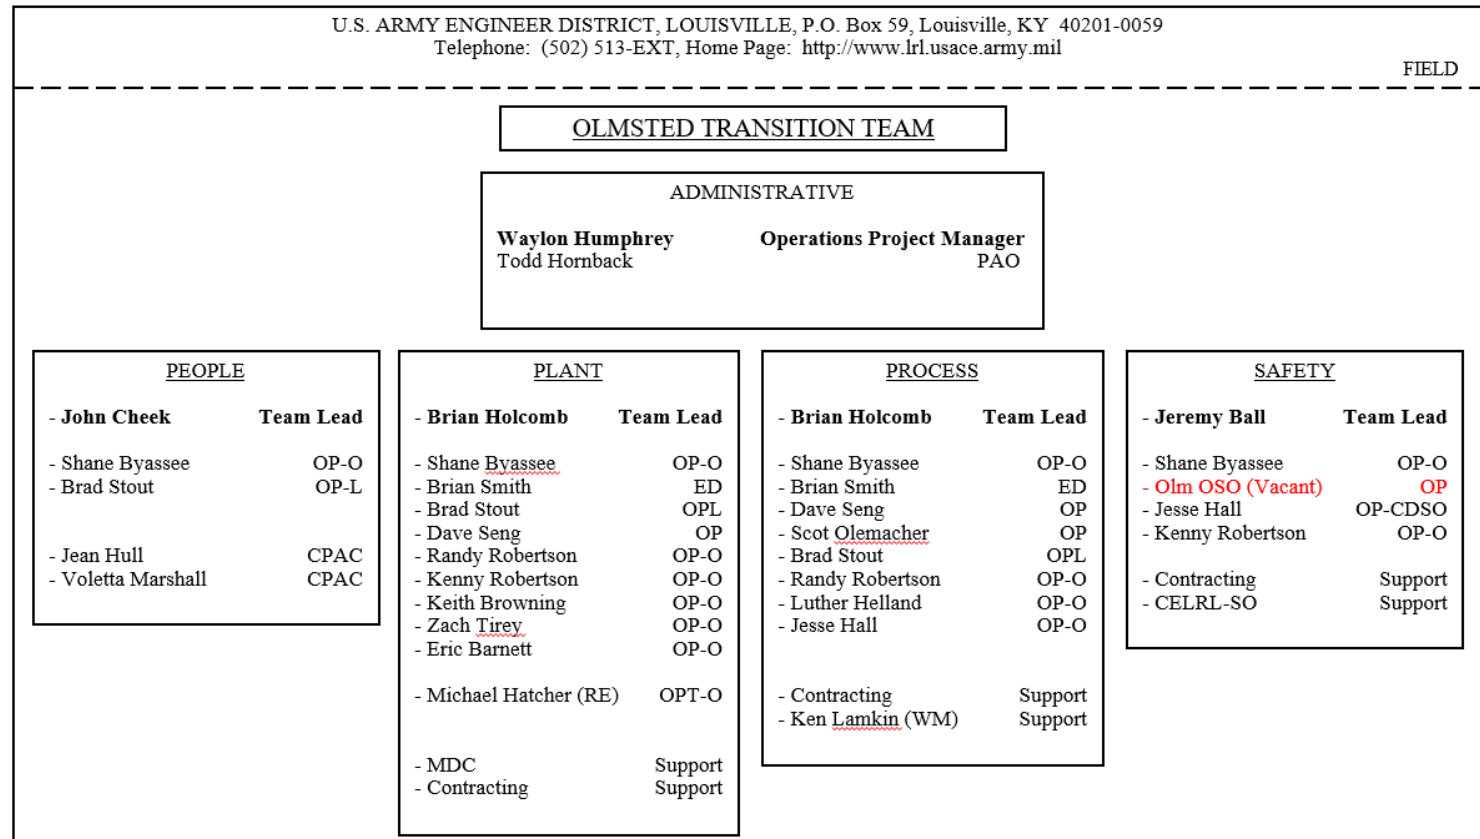 U.S. ARMY ENGINEER DISTRICT, LOUISVILLE, P.O. Box 59, Louisville, KY 40201-0059
Telephone: (502) 513-EXT, Home Page: http://www.lrl.usace.army.mil
FIELD
OLMSTED TRANSITION TEAM
ADMINISTRATIVE
Waylon Humphrey Operations Project Manager
Todd Hornback PAO
PEOPLE
- John Cheek Team Lead
- Shane Byassee OP-O
- Brad Stout OP-L
- Jean Hull CPAC
- Voletta Marshall CPAC
PLANT
- Brian Holcomb Team Lead
- Shane Byassee OP-O
- Brian Smith ED
- Brad Stout OPL
- Dave Seng OP
- Randy Robertson OP-O
- Kenny Robertson OP-O
- Keith Browning OP-O
- Zach Tirey OP-O
- Eric Barnett OP-O
- Michael Hatcher (RE) OPT-O
- MDC Support
- Contracting Support
PROCESS
- Brian Holcomb Team Lead
- Shane Byassee OP-O
- Brian Smith ED
- Dave Seng OP
- Scot Olemacher OP
- Brad Stout OPL
- Randy Robertson OP-O
- Luther Helland OP-O
- Jesse Hall OP-O
- Contracting Support
- Ken Lamkin (WM) Support
SAFETY
- Jeremy Ball Team Lead
- Shane Byassee OP-O
- Olm OSO (Vacant) OP
- Jesse Hall OP-CDSO
- Kenny Robertson OP-O
- Contracting Support
- CELRL-SO Support